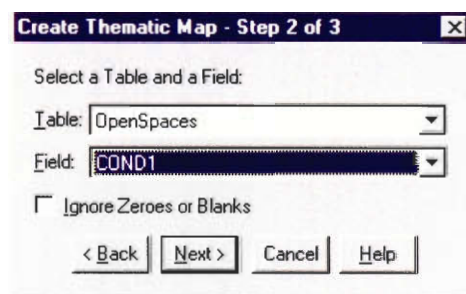 Create Thematic Map - Step 2 of 3
Select a Table and a Field:
Table: OpenSpaces
Field: COND1
Ignore Zeroes or Blanks
< Back Next > Cancel Help